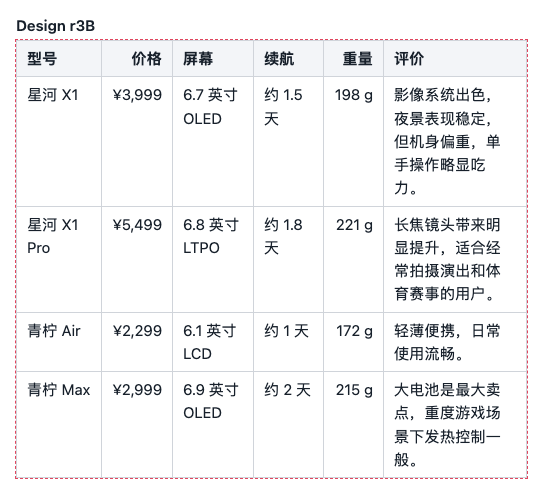 Design r3B
型号 价格 屏幕 续航 重量 评价
星河 X1 ¥3,999 6.7 英寸 约 1.5 198 g 影像系统出色，
OLED 天 夜景表现稳定，
但机身偏重，单
手操作略显吃
力。
星河 X1 ¥5,499 6.8 英寸 约 1.8 221 g 长焦镜头带来明
Pro LTPO 天 显提升，适合经
常拍摄演出和体
育赛事的用户。
青柠 Air ¥2,299 6.1 英寸 约 1 天 172 g 轻薄便携，日常
LCD 使用流畅。
青柠 Max ¥2,999 6.9 英寸 约 2 天 215 g 大电池是最大卖
OLED 点，重度游戏场
景下发热控制一
般。